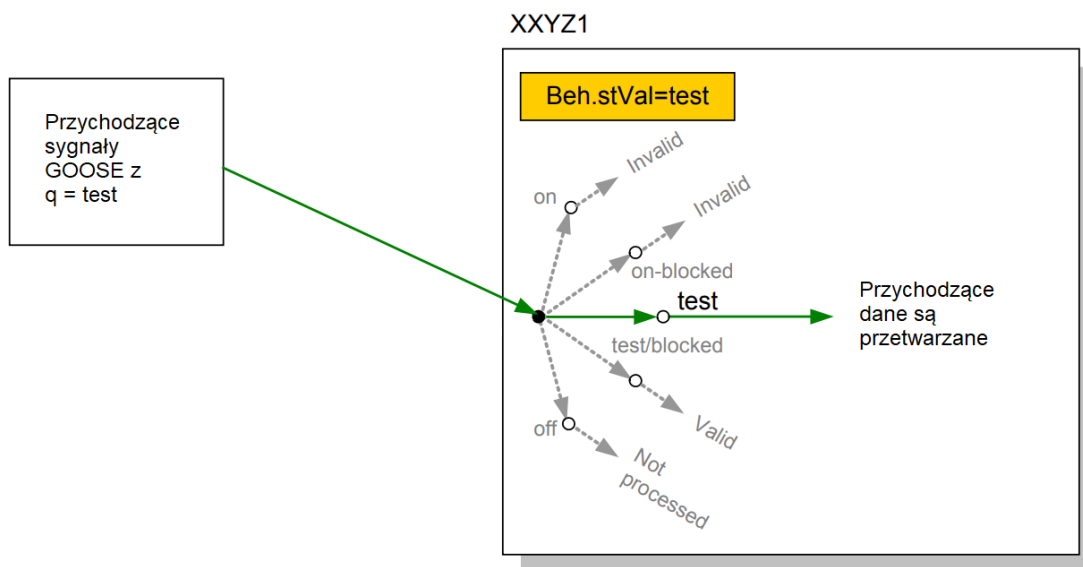 XXYZ1
Przychodzące
sygnały
GOOSE z
q = test
Beh.stVal=test
on
Invalid
Invalid
on-blocked
test
test/blocked
Valid
off
Not
processed
Przychodzące
dane są
przetwarzane